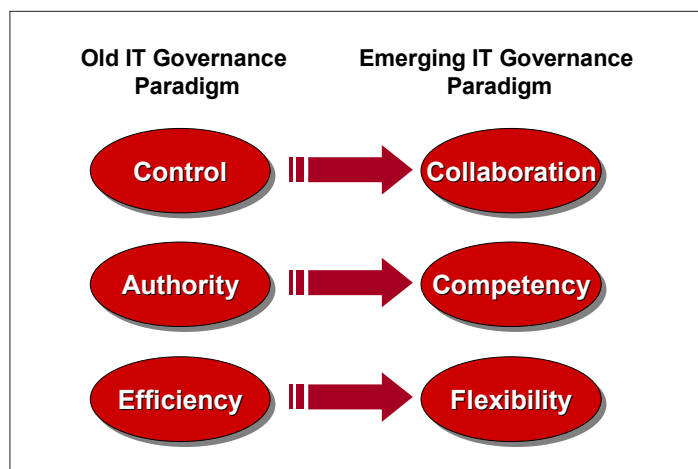 Old IT Governance
Paradigm
Emerging IT Governance
Paradigm
Control
Collaboration
Authority
Competency
Efficiency
Flexibility